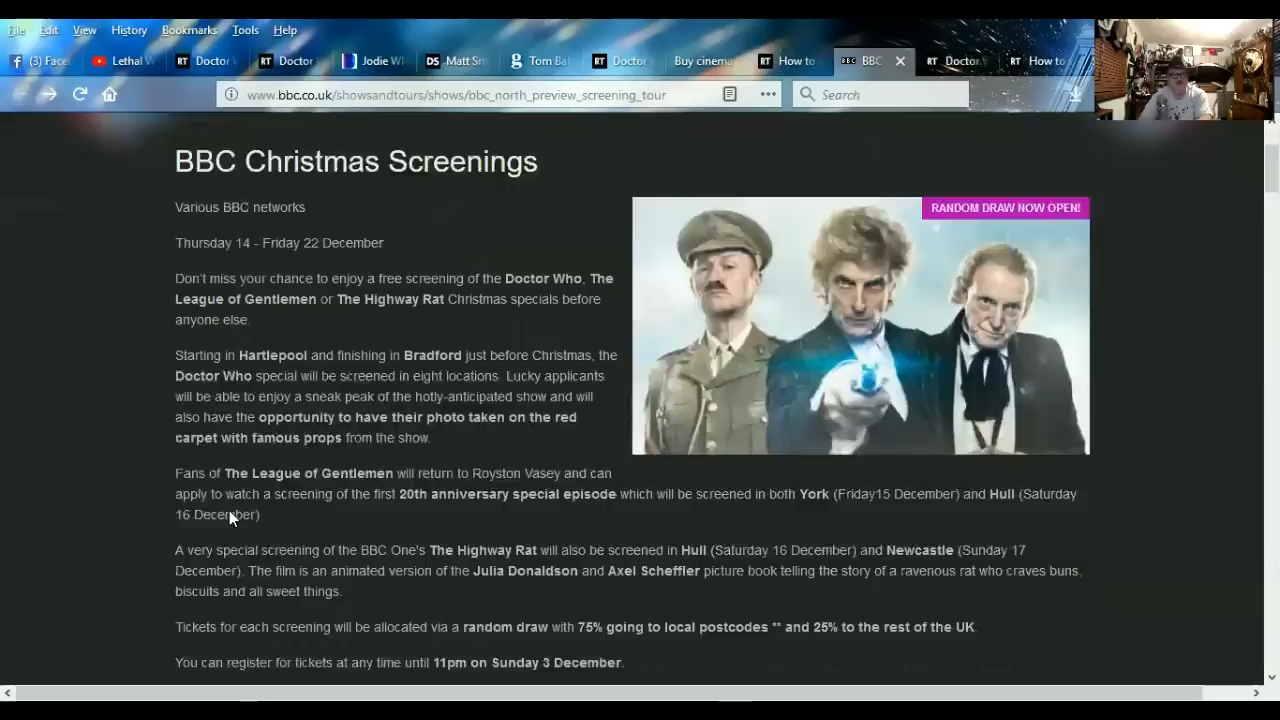 File Edit View History Bookmarks Tools Help
(3) Face Lethal W RT Doctor RT Doctor Jodie W DS Matt Sm g Tom Ba RT Doctor Buy cinema RT How to BBC BBC RT Doctor RT How to
www.bbc.co.uk/showsandtours/shows/bbc_north_preview_screening_tour
Search
BBC Christmas Screenings
RANDOM DRAW NOW OPEN!
Various BBC networks
Thursday 14 - Friday 22 December
Don't miss your chance to enjoy a free screening of the Doctor Who, The
League of Gentlemen or The Highway Rat Christmas specials before
anyone else.
Starting in Hartlepool and finishing in Bradford just before Christmas, the
Doctor Who special will be screened in eight locations. Lucky applicants
will be able to enjoy a sneak peak of the hotly-anticipated show and will
also have the opportunity to have their photo taken on the red
carpet with famous props from the show.
Fans of The League of Gentlemen will return to Royston Vasey and can
apply to watch a screening of the first 20th anniversary special episode which will be screened in both York (Friday15 December) and Hull (Saturday
16 December)
A very special screening of the BBC One's The Highway Rat will also be screened in Hull (Saturday 16 December) and Newcastle (Sunday 17
December). The film is an animated version of the Julia Donaldson and Axel Scheffler picture book telling the story of a ravenous rat who craves buns,
biscuits and all sweet things.
Tickets for each screening will be allocated via a random draw with 75% going to local postcodes ** and 25% to the rest of the UK.
You can register for tickets at any time until 11pm on Sunday 3 December.